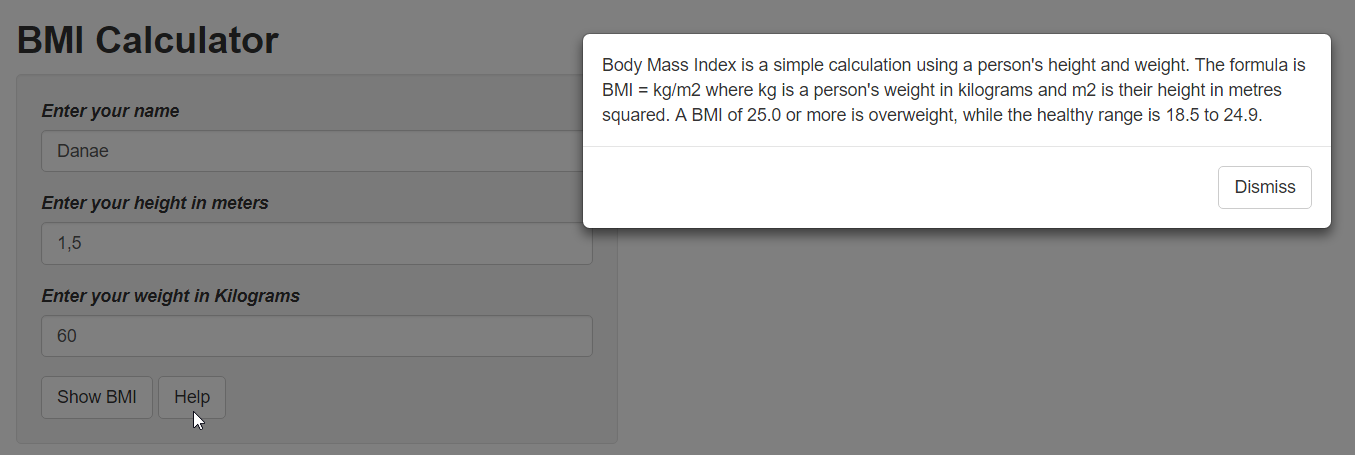 BMI Calculator
Enter your name
Danae
Enter your height in meters
1,5
Enter your weight in Kilograms
60
Show BMI Help
Body Mass Index is a simple calculation using a person's height and weight. The formula is
BMI = kg/m2 where kg is a person's weight in kilograms and m2 is their height in metres
squared. A BMI of 25.0 or more is overweight, while the healthy range is 18.5 to 24.9.
Dismiss